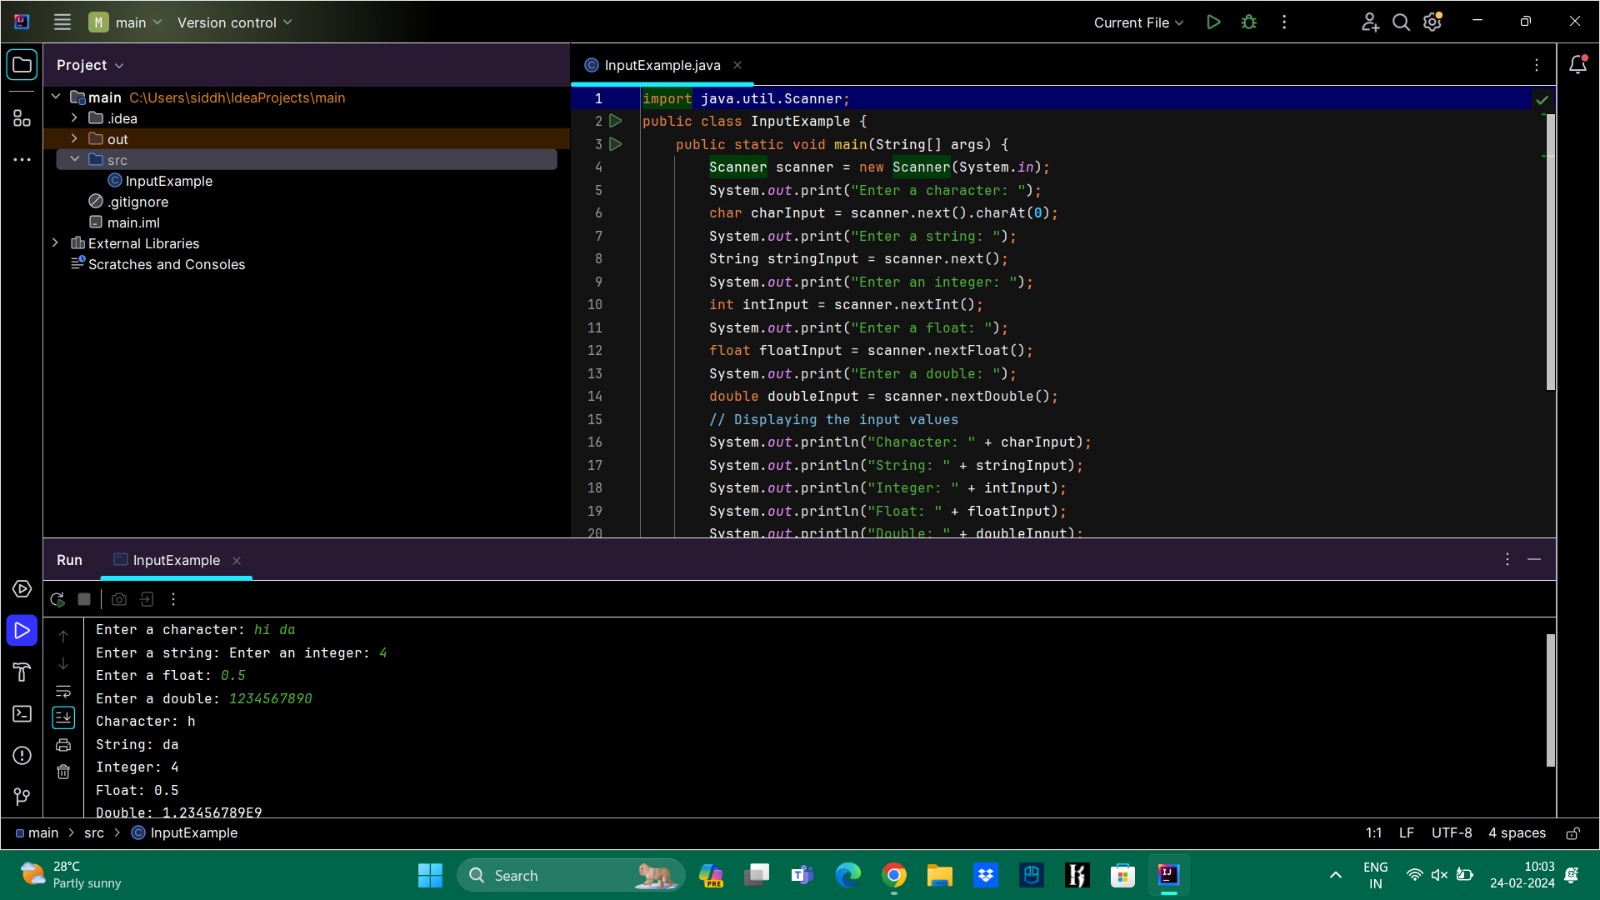 M main Version control Current File
Project
InputExample.java
main C:\Users\siddh\IdeaProjects\main
.idea
out
src
InputExample
.gitignore
main.iml
External Libraries
Scratches and Consoles
1 import java.util.Scanner;
2 public class InputExample {
3 public static void main(String[] args) {
4 Scanner scanner = new Scanner(System.in);
5 System.out.print("Enter a character: ");
6 char charInput = scanner.next().charAt(0);
7 System.out.print("Enter a string: ");
8 String stringInput = scanner.next();
9 System.out.print("Enter an integer: ");
10 int intInput = scanner.nextInt();
11 System.out.print("Enter a float: ");
12 float floatInput = scanner.nextFloat();
13 System.out.print("Enter a double: ");
14 double doubleInput = scanner.nextDouble();
15 // Displaying the input values
16 System.out.println("Character: " + charInput);
17 System.out.println("String: " + stringInput);
18 System.out.println("Integer: " + intInput);
19 System.out.println("Float: " + floatInput);
20 System.out.println("Double: " + doubleInput);
Run InputExample
Enter a character: hi da
Enter a string: Enter an integer: 4
Enter a float: 0.5
Enter a double: 1234567890
Character: h
String: da
Integer: 4
Float: 0.5
Double: 1.23456789E9
main > src > InputExample 1:1 LF UTF-8 4 spaces
28°C
Partly sunny
Search
PRE
ENG
IN
10:03
24-02-2024